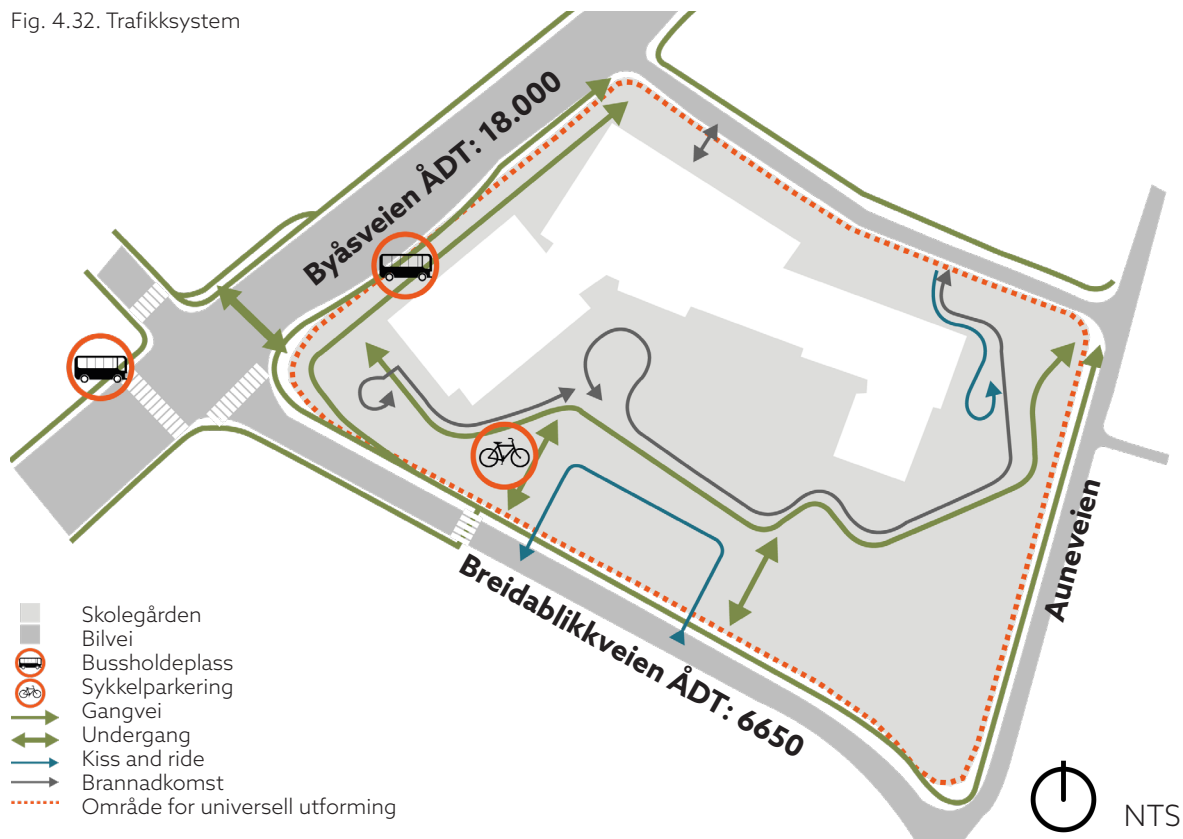 Fig. 4.32. Trafikksystem
Byåsveien ÅDT: 18.000
Breidablikkveien ÅDT: 6650
Auneveien
Skolegården
Bilvei
Bussholdeplass
Sykkelparkering
Gangvei
Undergang
Kiss and ride
Brannadkomst
Område for universell utforming
NTS